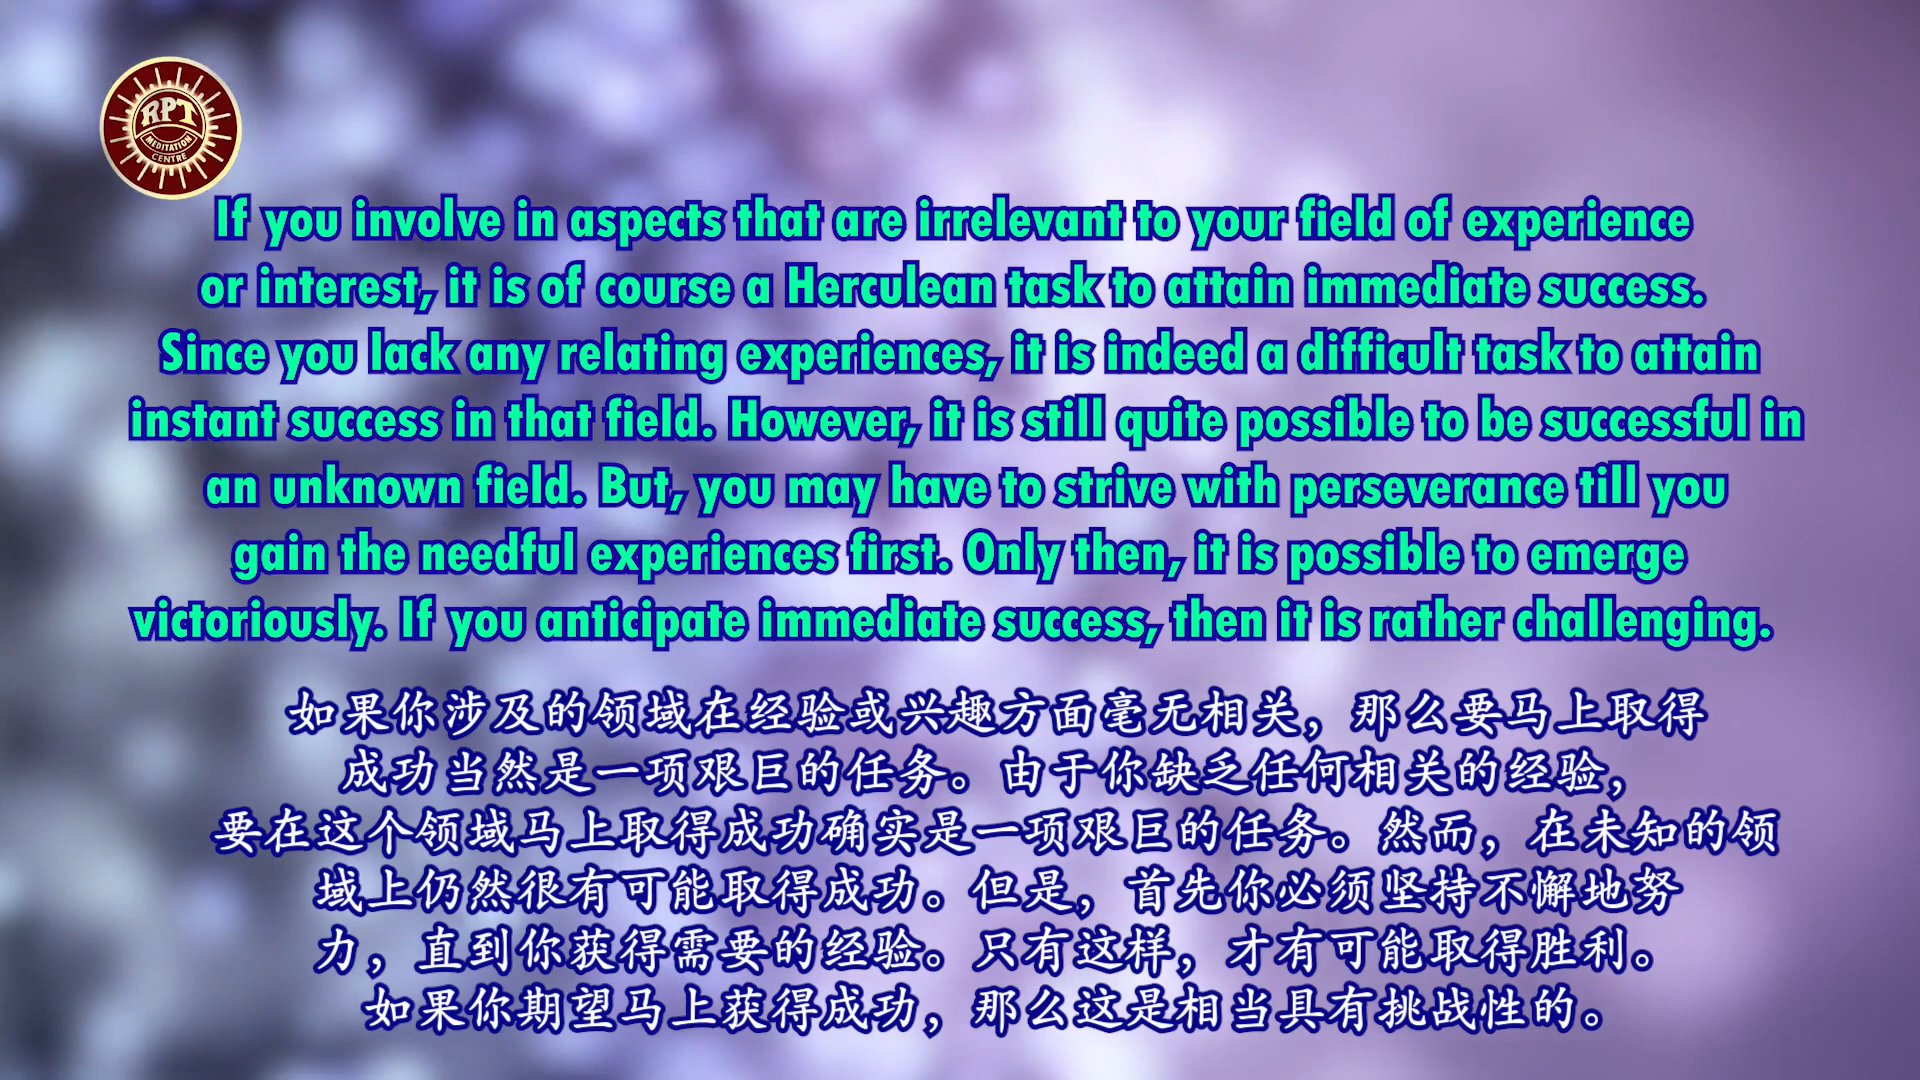 RPT
MEDITATION
CENTRE
If you involve in aspects that are irrelevant to your field of experience
or interest, it is of course a Herculean task to attain immediate success.
Since you lack any relating experiences, it is indeed a difficult task to attain
instant success in that field. However, it is still quite possible to be successful in
an unknown field. But, you may have to strive with perseverance till you
gain the needful experiences first. Only then, it is possible to emerge
victoriously. If you anticipate immediate success, then it is rather challenging.
如果你涉及的领域在经验或兴趣方面毫无相关，那么要马上取得
成功当然是一项艰巨的任务。由于你缺乏任何相关的经验，
要在这个领域马上取得成功确实是一项艰巨的任务。然而，在未知的领
域上仍然很有可能取得成功。但是，首先你必须坚持不懈地努
力，直到你获得需要的经验。只有这样，才有可能取得胜利。
如果你期望马上获得成功，那么这是相当具有挑战性的。